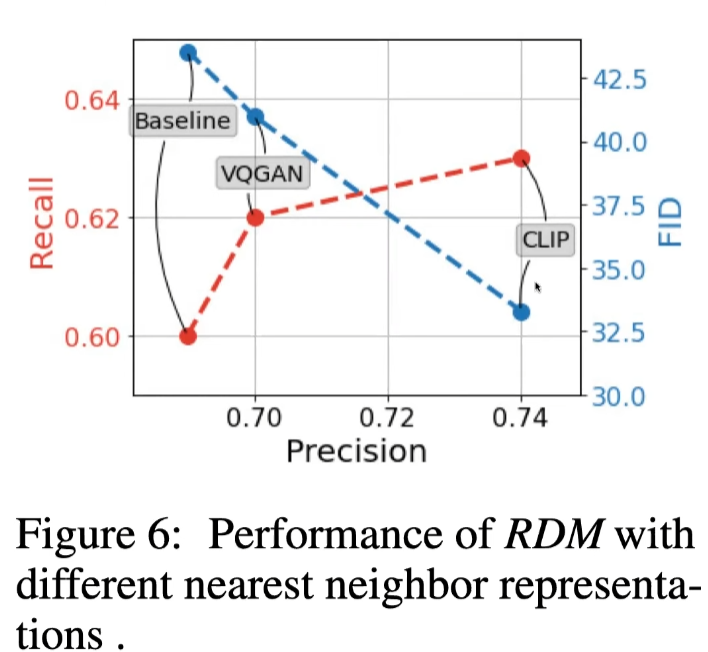 Recall
0.64
0.62
0.60
Baseline
VQGAN
CLIP
42.5
40.0
37.5
35.0
32.5
30.0
FID
0.70 0.72 0.74
Precision
Figure 6: Performance of RDM with
different nearest neighbor representa-
tions .